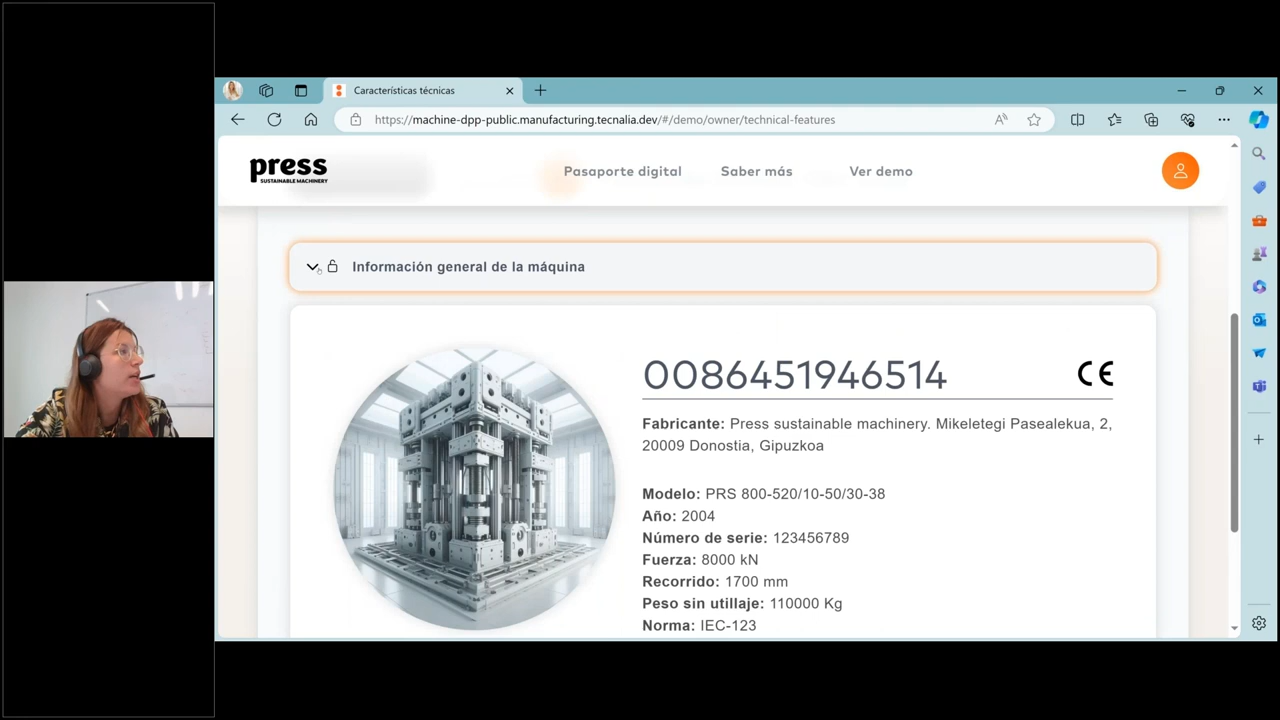 Características técnicas
https://machine-dpp-public.manufacturing.tecnalia.dev/#/demo/owner/technical-features
press
SUSTAINABLE MACHINERY
Pasaporte digital
Saber más
Ver demo
Información general de la máquina
0086451946514
CE
Fabricante: Press sustainable machinery. Mikeletegi Pasealekua, 2,
20009 Donostia, Gipuzkoa
Modelo: PRS 800-520/10-50/30-38
Año: 2004
Número de serie: 123456789
Fuerza: 8000 kN
Recorrido: 1700 mm
Peso sin utillaje: 110000 Kg
Norma: IEC-123